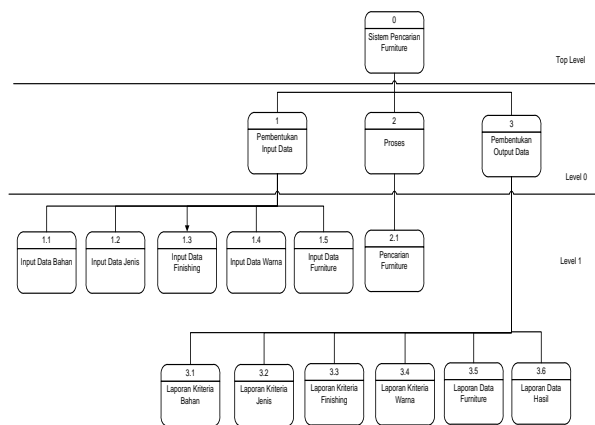 0
Sistem Pencarian
Furniture
Top Level
1
Pembentukan
Input Data
2
Proses
3
Pembentukan
Output Data
Level 0
1.1
Input Data Bahan
1.2
Input Data Jenis
1.3
Input Data
Finishing
1.4
Input Data Warna
1.5
Input Data
Furniture
2.1
Pencarian
Furniture
Level 1
3.1
Laporan Kriteria
Bahan
3.2
Laporan Kriteria
Jenis
3.3
Laporan Kriteria
Finishing
3.4
Laporan Kriteria
Warna
3.5
Laporan Data
Furniture
3.6
Laporan Data
Hasil